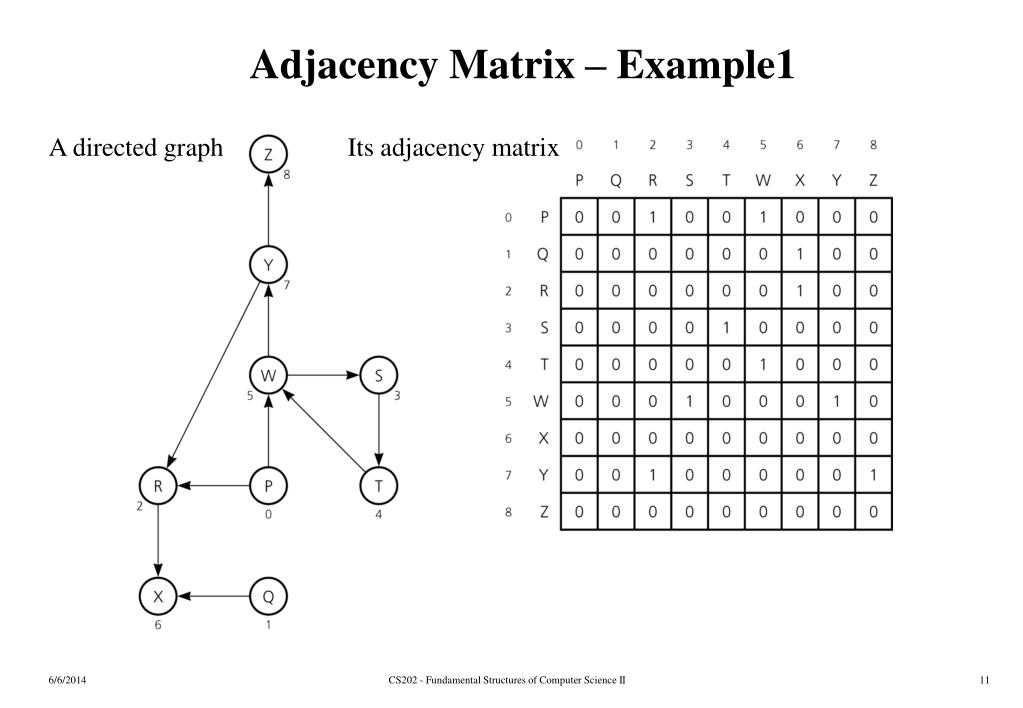 Adjacency Matrix – Example1
A directed graph
Z
8
Y
7
W
5
S
3
R
2
P
0
T
4
X
6
Q
1
Its adjacency matrix
0 1 2 3 4 5 6 7 8
P Q R S T W X Y Z
0 P 0 0 1 0 0 1 0 0 0
1 Q 0 0 0 0 0 0 1 0 0
2 R 0 0 0 0 0 0 1 0 0
3 S 0 0 0 0 1 0 0 0 0
4 T 0 0 0 0 0 1 0 0 0
5 W 0 0 0 1 0 0 0 1 0
6 X 0 0 0 0 0 0 0 0 0
7 Y 0 0 1 0 0 0 0 0 1
8 Z 0 0 0 0 0 0 0 0 0
6/6/2014
CS202 - Fundamental Structures of Computer Science II
11